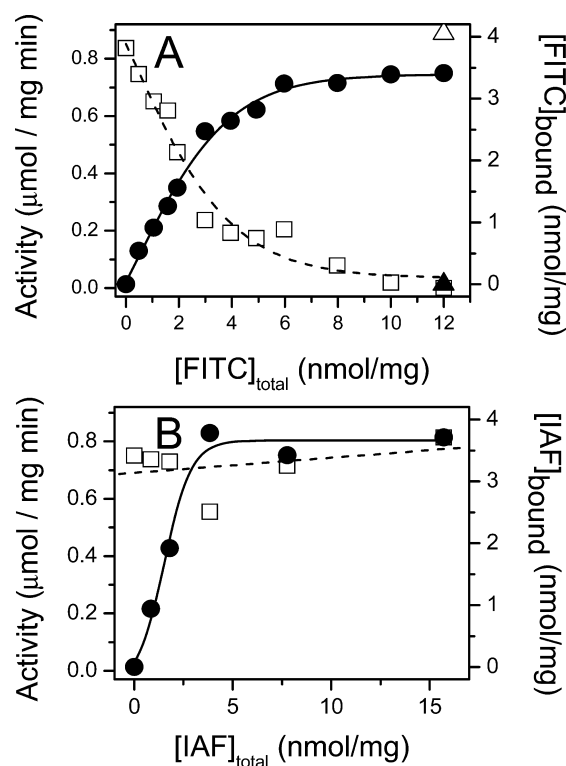 A
Activity (μmol / mg min)
0.8
0.6
0.4
0.2
0.0
4
3
2
1
0
[FITC]bound (nmol/mg)
0 2 4 6 8 10 12
[FITC]total (nmol/mg)
B
Activity (μmol / mg min)
0.8
0.6
0.4
0.2
0.0
4
3
2
1
0
[IAF]bound (nmol/mg)
0 5 10 15
[IAF]total (nmol/mg)